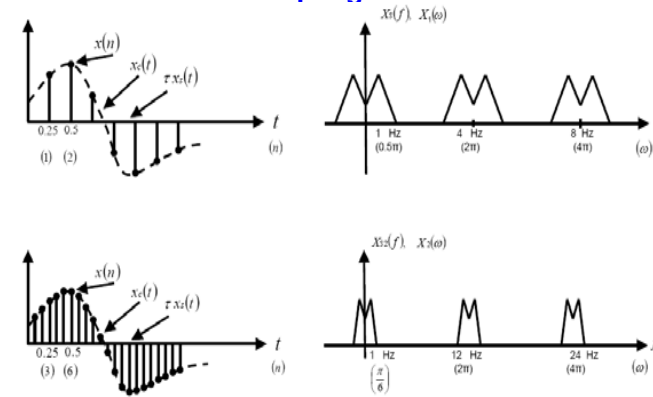 Xs(f), X1(ω)
x(n)
xc(t)
τ xs(t)
0.25 0.5
t
(1) (2)
(n)
1 Hz
4 Hz
8 Hz
(0.5π)
(2π)
(4π)
(ω)
Xs2(f), X2(ω)
x(n)
xc(t)
τ xs(t)
0.25 0.5
t
(3) (6)
(n)
1 Hz
12 Hz
24 Hz
(π/6)
(2π)
(4π)
(ω)